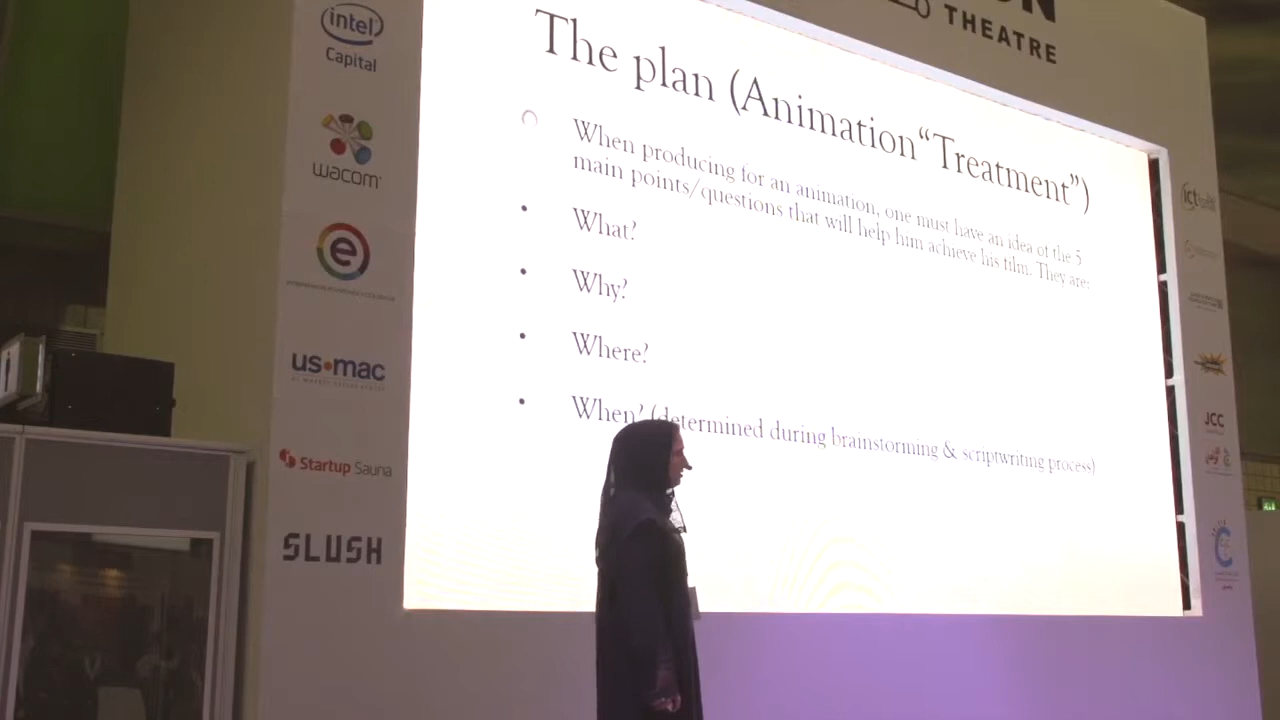 THEATRE
The plan (Animation“Treatment”)
When producing for an animation, one must have an idea of the 5
main points/questions that will help him achieve his film. They are:
What?
Why?
Where?
When? (determined during brainstorming & scriptwriting process)
intel
Capital
wacom
e
us•mac
Startup Sauna
SLUSH
ict
JCC